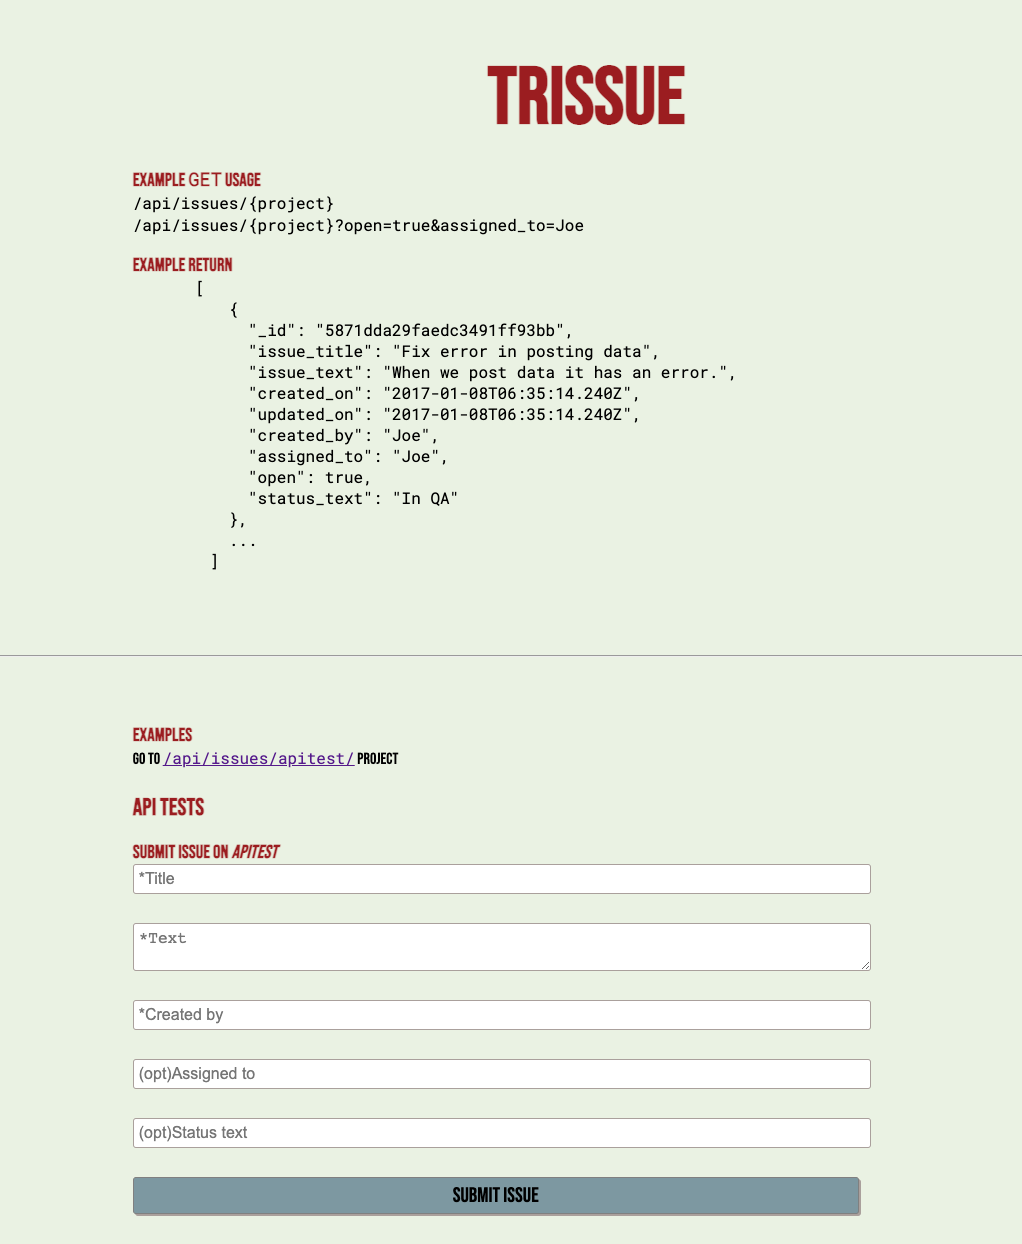 TRISSUE
EXAMPLE GET USAGE
/api/issues/{project}
/api/issues/{project}?open=true&assigned_to=Joe
EXAMPLE RETURN
[
{
"_id": "5871dda29faedc3491ff93bb",
"issue_title": "Fix error in posting data",
"issue_text": "When we post data it has an error.",
"created_on": "2017-01-08T06:35:14.240Z",
"updated_on": "2017-01-08T06:35:14.240Z",
"created_by": "Joe",
"assigned_to": "Joe",
"open": true,
"status_text": "In QA"
},
...
]
EXAMPLES
GO TO /api/issues/apitest/ PROJECT
API TESTS
SUBMIT ISSUE ON APITEST
*Title
*Text
*Created by
(opt)Assigned to
(opt)Status text
SUBMIT ISSUE